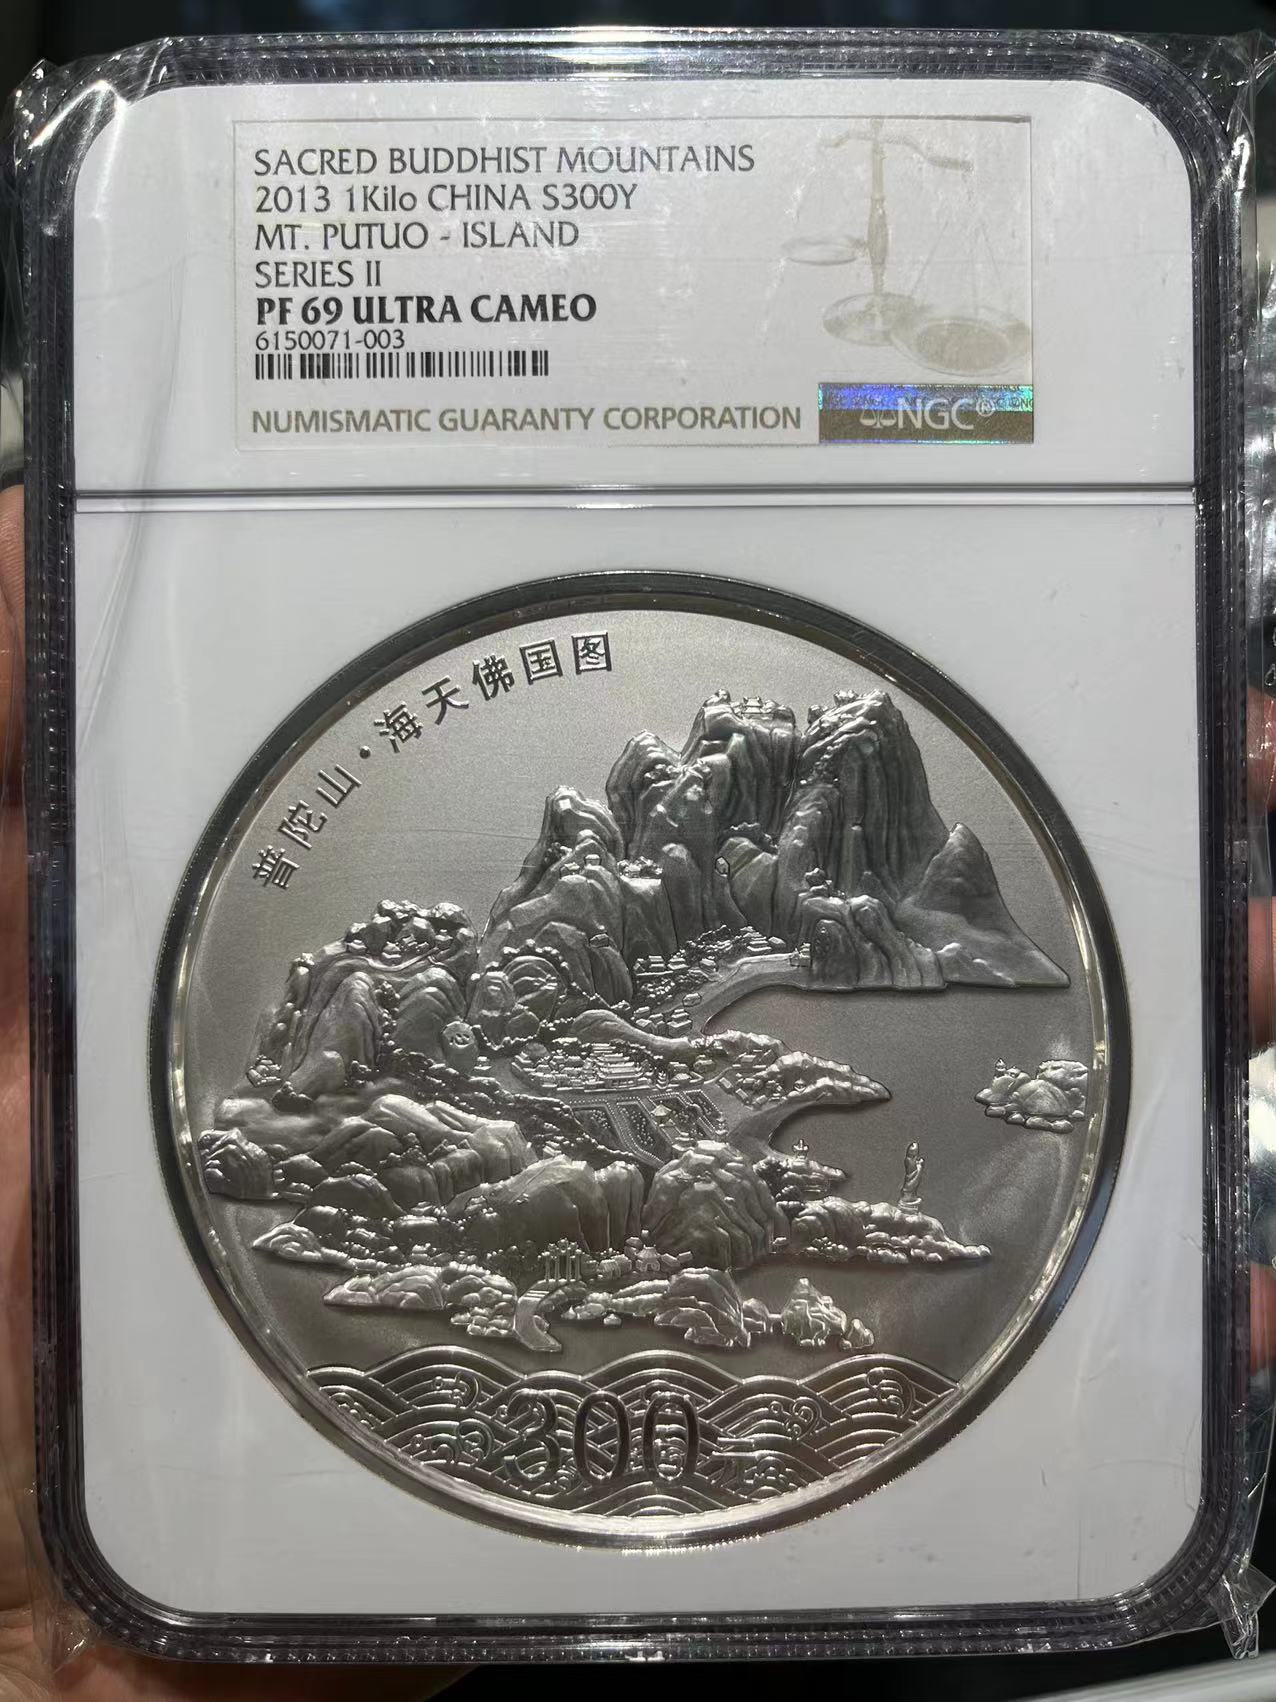 SACRED BUDDHIST MOUNTAINS
2013 1Kilo CHINA S300Y
MT. PUTUO - ISLAND
SERIES II
PF 69 ULTRA CAMEO
6150071-003
NUMISMATIC GUARANTY CORPORATION
NGC®
普陀山·海天佛国图
300